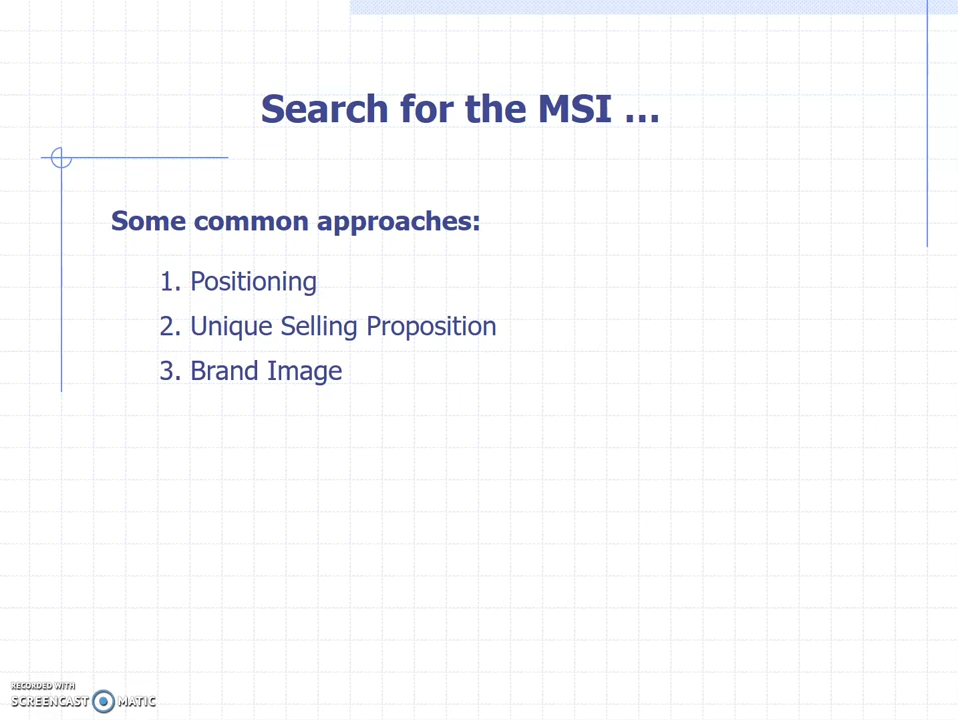 Search for the MSI ...
Some common approaches:
1. Positioning
2. Unique Selling Proposition
3. Brand Image
RECORDED WITH
SCREENCAST MATIC